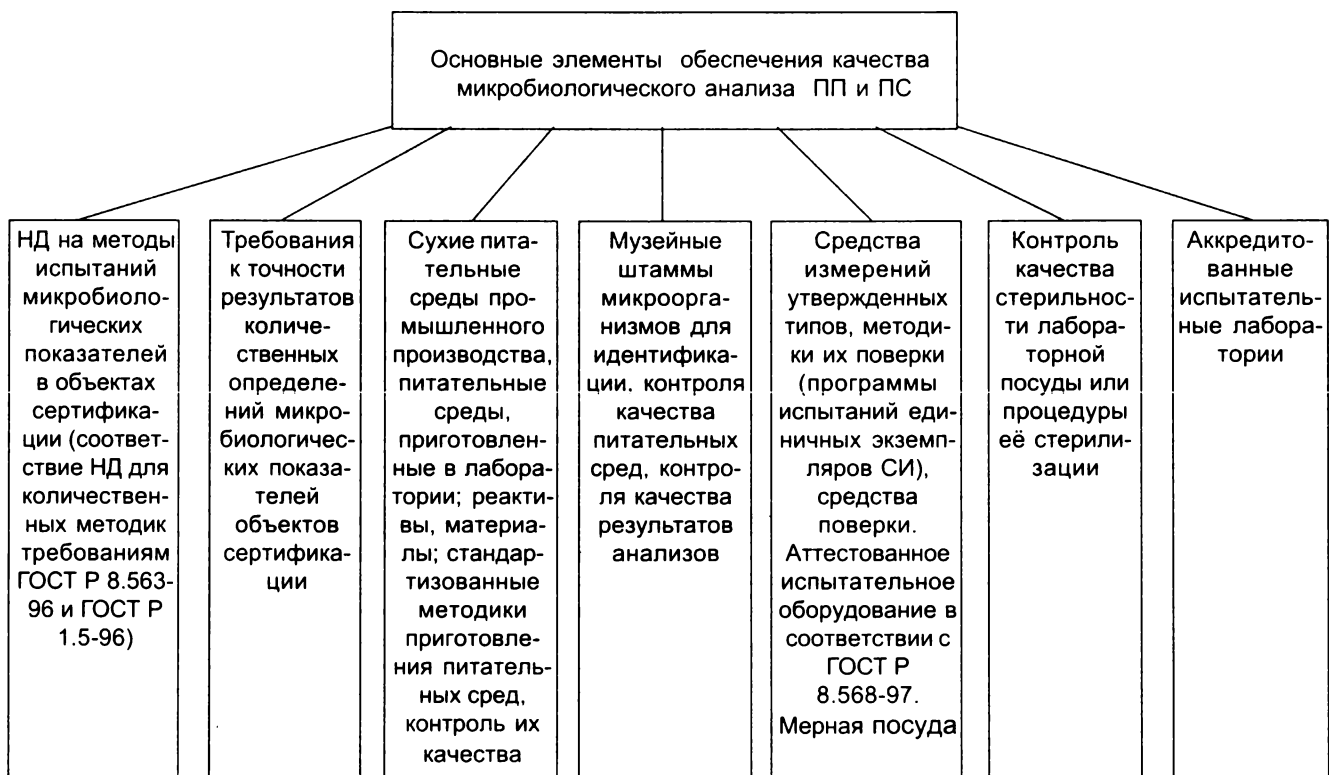 Основные элементы обеспечения качества
микробиологического анализа ПП и ПС
НД на методы
испытаний
микробиоло-
гических
показателей
в объектах
сертифика-
ции (соответ-
ствие НД для
количествен-
ных методик
требованиям
ГОСТ Р 8.563-
96 и ГОСТ Р
1.5-96)
Требования
к точности
результатов
количе-
ственных
определе-
ний микро-
биологичес-
ких показа-
телей
объектов
сертифика-
ции
Сухие пита-
тельные
среды про-
мышленного
производства,
питательные
среды,
приготовлен-
ные в лабора-
тории; реакти-
вы, материа-
лы; стандар-
тизованные
методики
приготовле-
ния питатель-
ных сред,
контроль их
качества
Музейные
штаммы
микроорга-
низмов для
идентифика-
ции. контроля
качества
питательных
сред, контро-
ля качества
результатов
анализов
Средства
измерений
утвержденных
типов, методи-
ки их поверки
(программы
испытаний еди-
ничных экземп-
ляров СИ),
средства
поверки.
Аттестованное
испытательное
оборудование в
соответствии с
ГОСТ Р
8.568-97.
Мерная посуда
Контроль
качества
стерильнос-
ти лабора-
торной
посуды или
процедуры
её стерили-
зации
Аккредито-
ванные
испытатель-
ные лабора-
тории